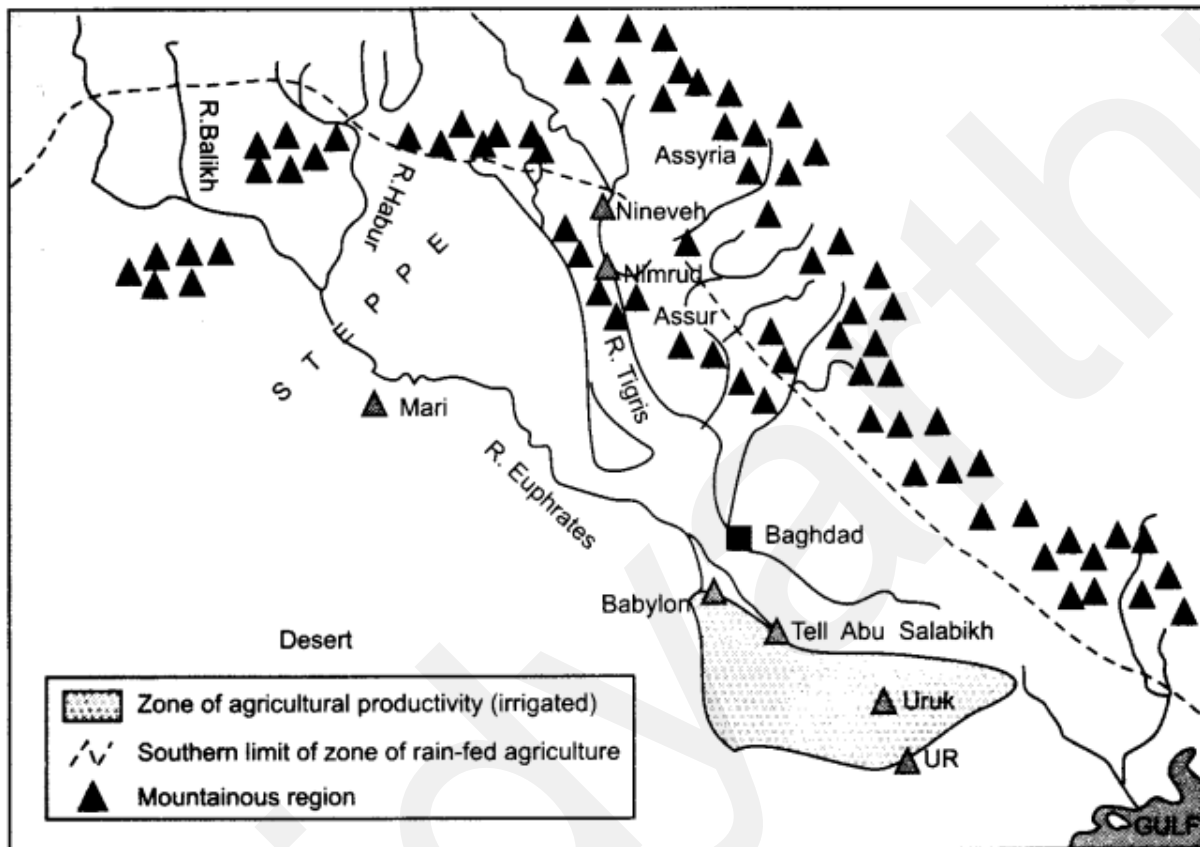 R.Balikh
Assyria
R.Habur
Nineveh
STEPPE
Nimrud
Assur
R. Tigris
Mari
R. Euphrates
Baghdad
Babylon
Tell Abu Salabikh
Desert
Zone of agricultural productivity (irrigated)
Uruk
Southern limit of zone of rain-fed agriculture
UR
Mountainous region
GULF